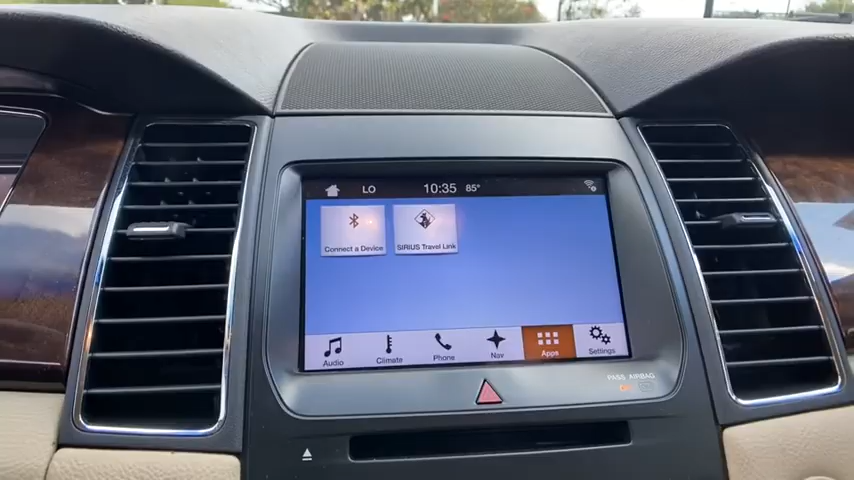 LO 10:35 85°
Connect a Device
SIRIUS Travel Link
Audio Climate Phone Nav Apps Settings
PASS AIRBAG